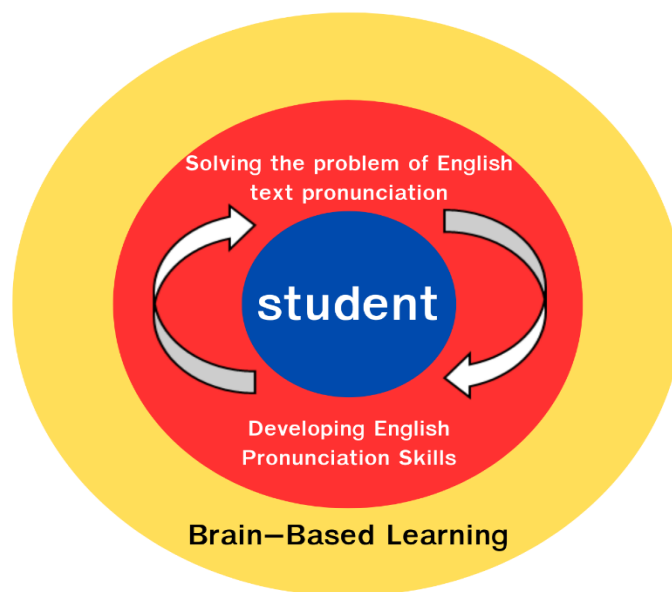 Solving the problem of English
text pronunciation
student
Developing English
Pronunciation Skills
Brain–Based Learning